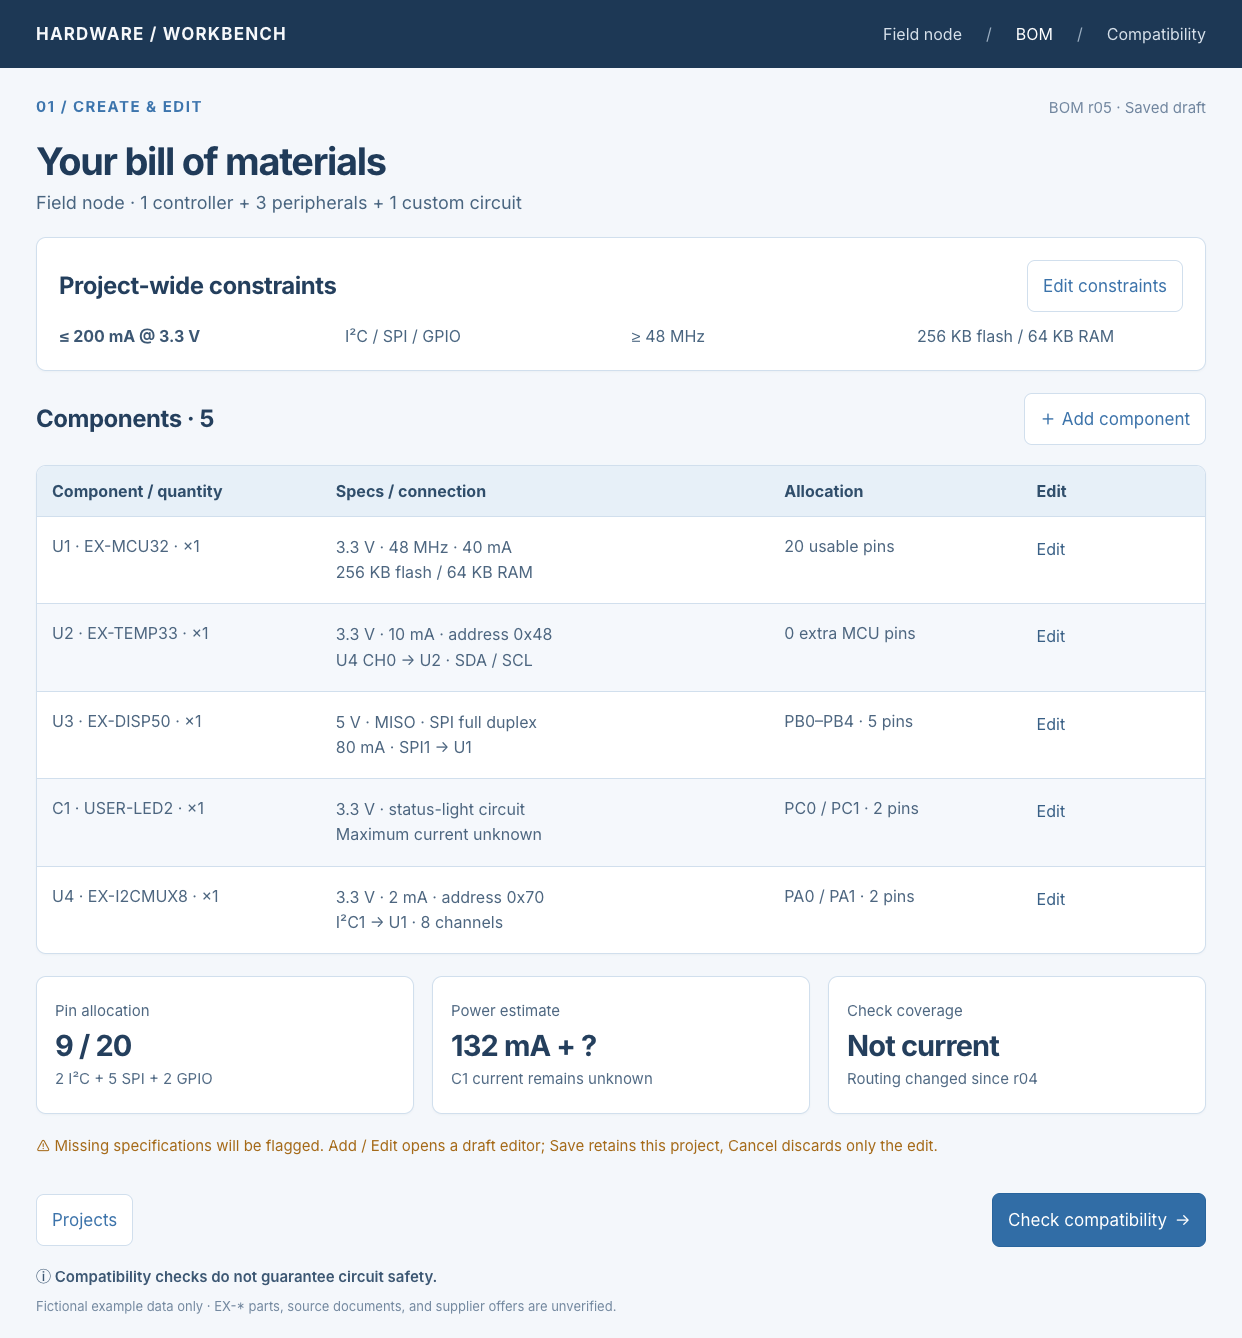 HARDWARE / WORKBENCH
Field node / BOM / Compatibility
01 / CREATE & EDIT
BOM r05 · Saved draft
Your bill of materials
Field node · 1 controller + 3 peripherals + 1 custom circuit
Project-wide constraints
Edit constraints
≤ 200 mA @ 3.3 V
I²C / SPI / GPIO
≥ 48 MHz
256 KB flash / 64 KB RAM
Components · 5
+ Add component
Component / quantity
Specs / connection
Allocation
Edit
U1 · EX-MCU32 · ×1
3.3 V · 48 MHz · 40 mA
256 KB flash / 64 KB RAM
20 usable pins
Edit
U2 · EX-TEMP33 · ×1
3.3 V · 10 mA · address 0x48
U4 CH0 → U2 · SDA / SCL
0 extra MCU pins
Edit
U3 · EX-DISP50 · ×1
5 V · MISO · SPI full duplex
80 mA · SPI1 → U1
PB0–PB4 · 5 pins
Edit
C1 · USER-LED2 · ×1
3.3 V · status-light circuit
Maximum current unknown
PC0 / PC1 · 2 pins
Edit
U4 · EX-I2CMUX8 · ×1
3.3 V · 2 mA · address 0x70
I²C1 → U1 · 8 channels
PA0 / PA1 · 2 pins
Edit
Pin allocation
9 / 20
2 I²C + 5 SPI + 2 GPIO
Power estimate
132 mA + ?
C1 current remains unknown
Check coverage
Not current
Routing changed since r04
⚠ Missing specifications will be flagged. Add / Edit opens a draft editor; Save retains this project, Cancel discards only the edit.
Projects
Check compatibility →
ⓘ Compatibility checks do not guarantee circuit safety.
Fictional example data only · EX-* parts, source documents, and supplier offers are unverified.